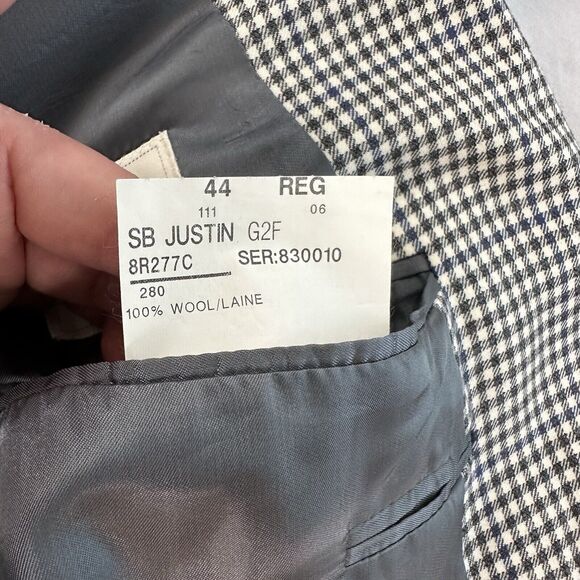 44 REG
111 06
SB JUSTIN G2F
8R277C SER:830010
280
100% WOOL/LAINE